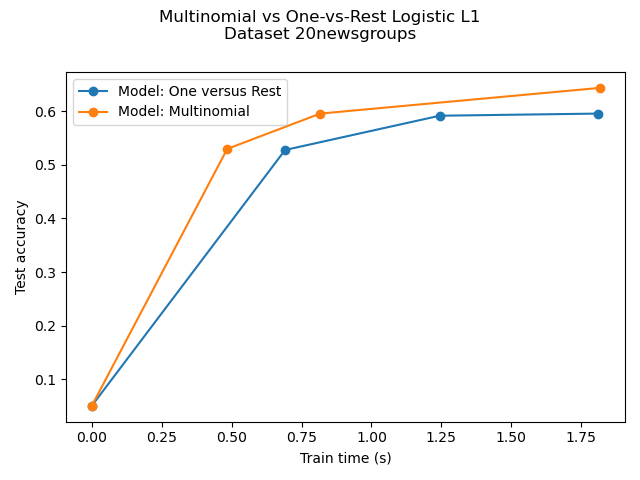 Multinomial vs One-vs-Rest Logistic L1
Dataset 20newsgroups
Model: One versus Rest
Model: Multinomial
Test accuracy
0.6
0.5
0.4
0.3
0.2
0.1
0.00 0.25 0.50 0.75 1.00 1.25 1.50 1.75
Train time (s)